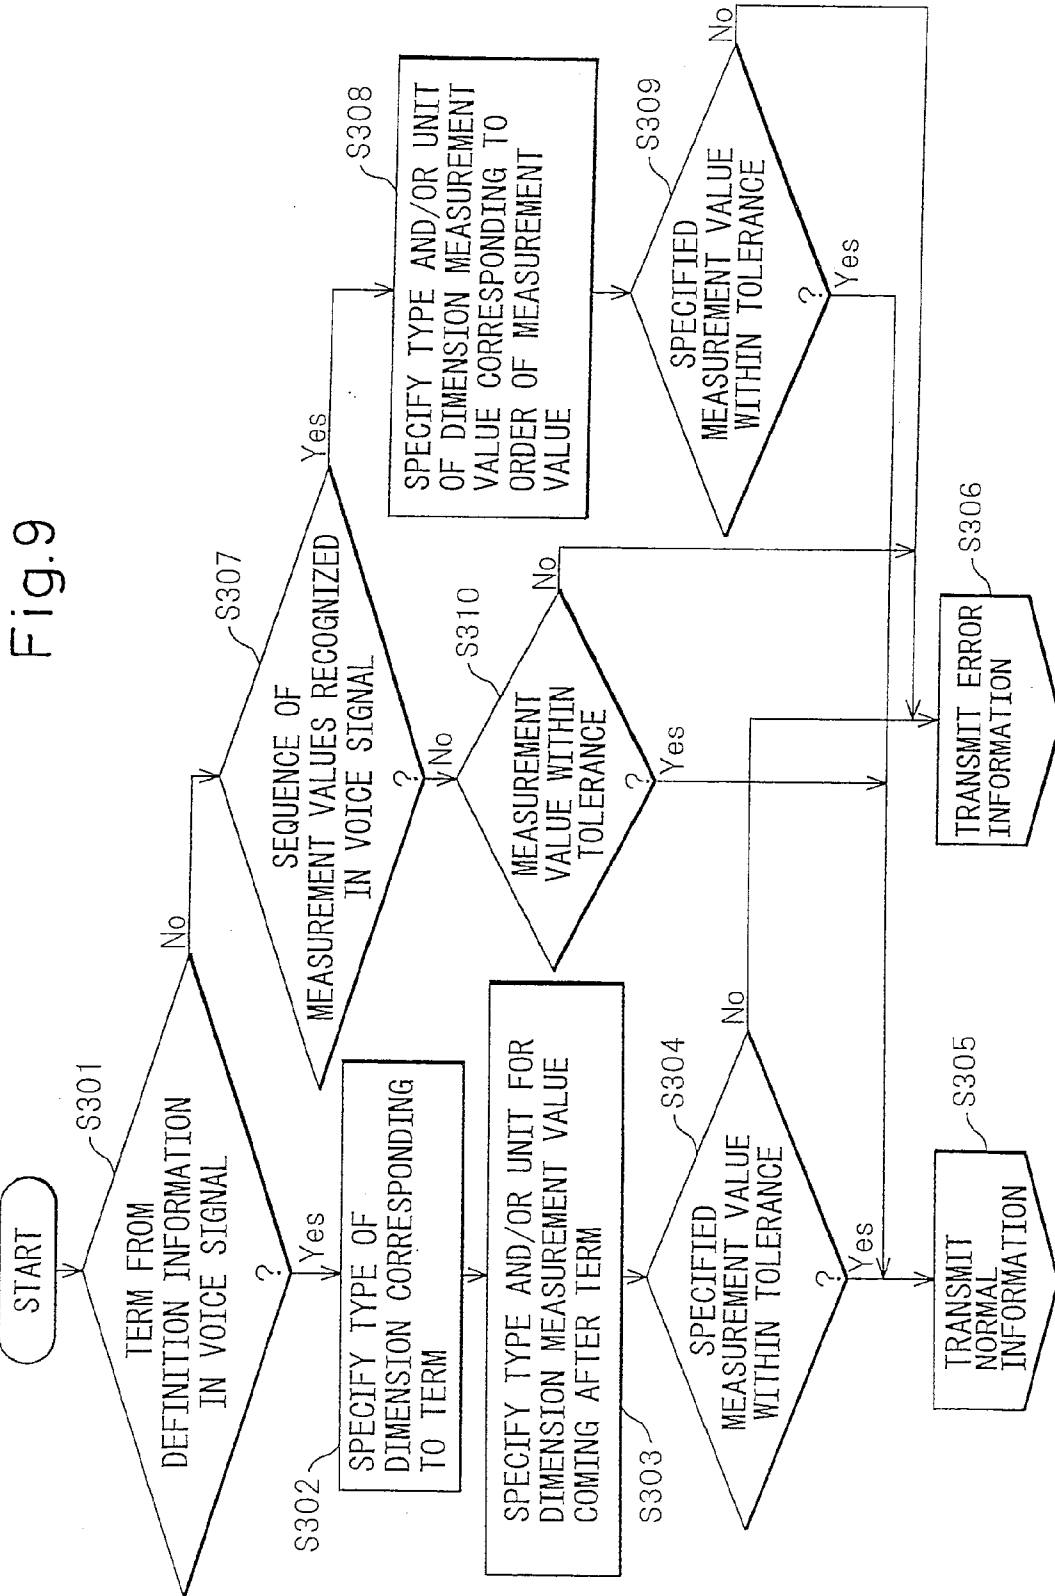 Fig.9
START
S301
TERM FROM
DEFINITION INFORMATION
IN VOICE SIGNAL
?
No
Yes
S302
SPECIFY TYPE OF
DIMENSION CORRESPONDING
TO TERM
SPECIFY TYPE AND/OR UNIT FOR
DIMENSION MEASUREMENT VALUE
COMING AFTER TERM
S303
S304
SPECIFIED
MEASUREMENT VALUE
WITHIN TOLERANCE
?
No
Yes
S305
TRANSMIT
NORMAL
INFORMATION
S307
SEQUENCE OF
MEASUREMENT VALUES RECOGNIZED
IN VOICE SIGNAL
?
Yes
No
S310
MEASUREMENT
VALUE WITHIN
TOLERANCE
?
No
Yes
S306
TRANSMIT ERROR
INFORMATION
S308
SPECIFY TYPE AND/OR UNIT
OF DIMENSION MEASUREMENT
VALUE CORRESPONDING TO
ORDER OF MEASUREMENT
VALUE
S309
SPECIFIED
MEASUREMENT VALUE
WITHIN TOLERANCE
?
No
Yes